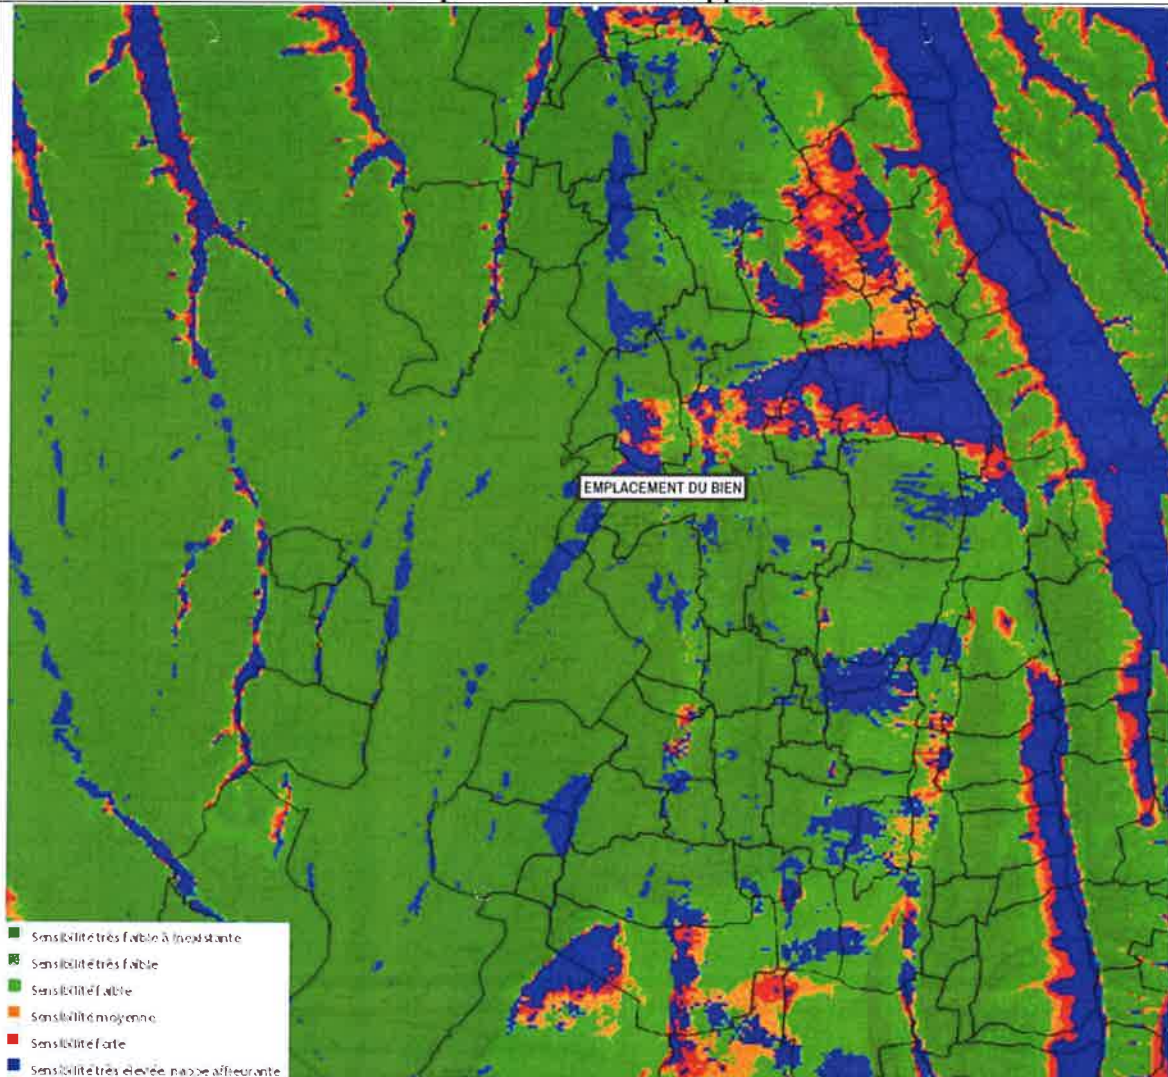 EMPLACEMENT DU BIEN
Sensibilité très faible à inexistante
Sensibilité très faible
Sensibilité faible
Sensibilité moyenne
Sensibilité forte
Sensibilité très élevée, nappe affleurante